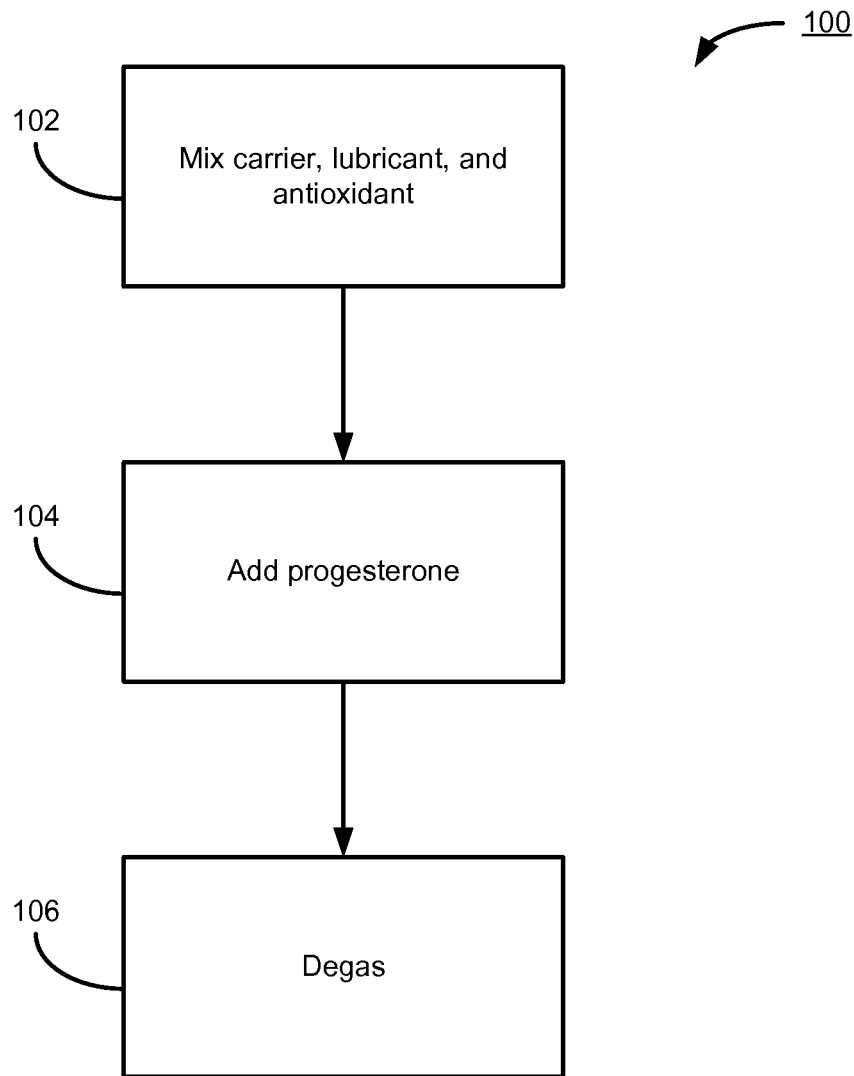 100
102
Mix carrier, lubricant, and
antioxidant
104
Add progesterone
106
Degas